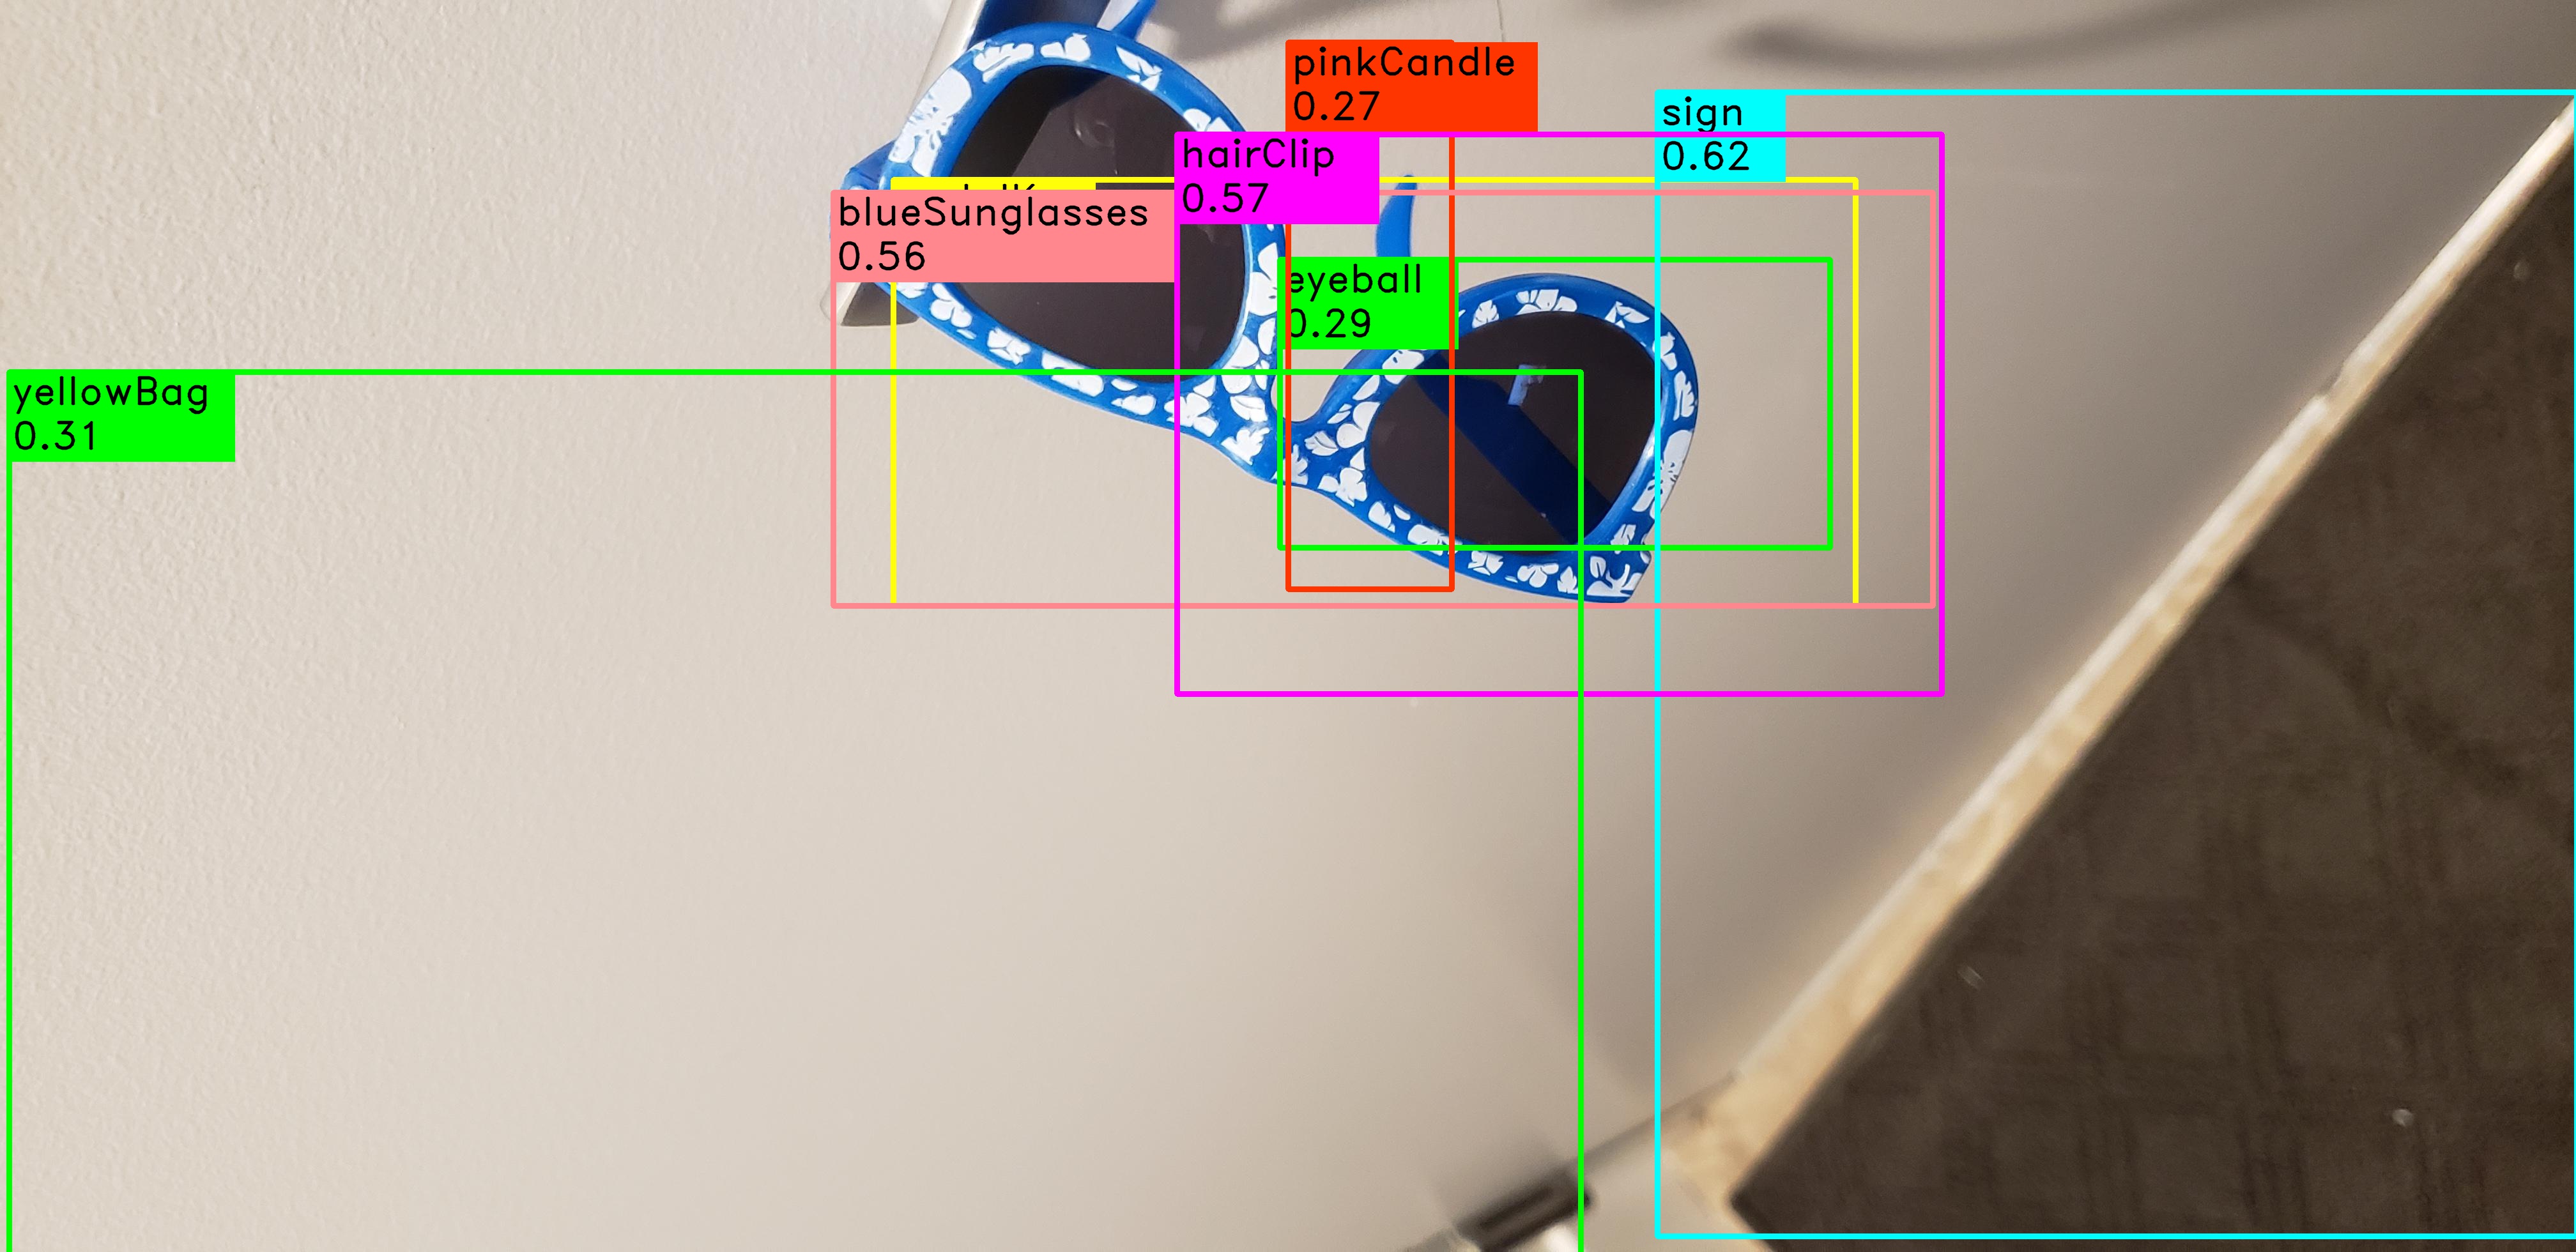 pinkCandle
0.27
sign
0.62
hairClip
0.57
blueSunglasses
0.56
eyeball
0.29
yellowBag
0.31